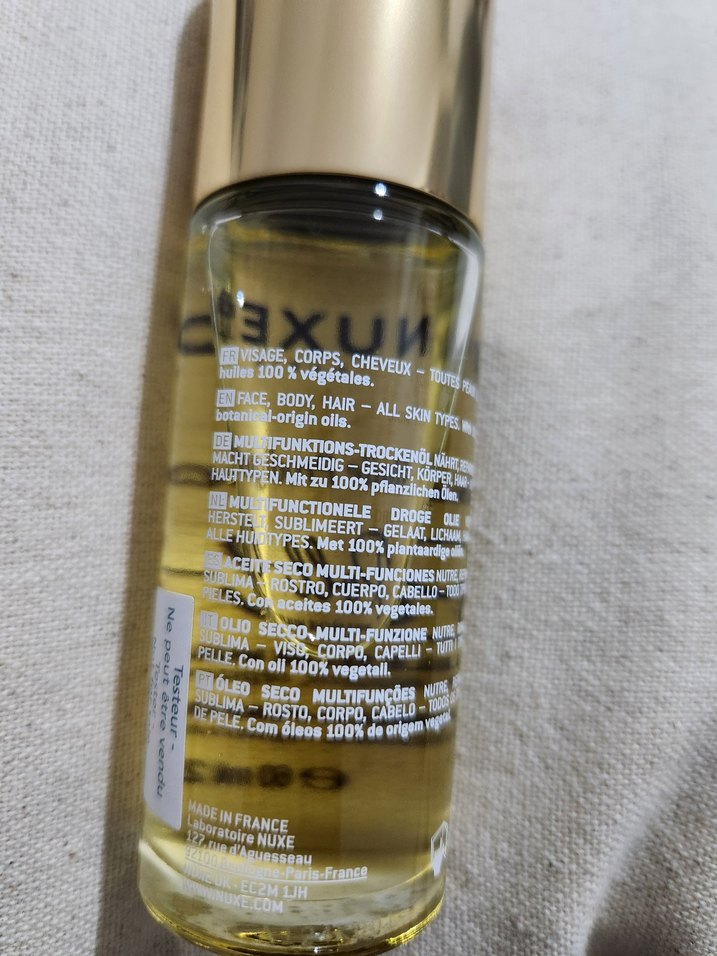 NUXE
FR VISAGE, CORPS, CHEVEUX – TOUTES
huiles 100 % végétales.
EN FACE, BODY, HAIR – ALL SKIN TYPES.
botanical-origin oils.
DE MULTIFUNKTIONS-TROCKENÖL NÄHRT,
MACHT GESCHMEIDIG – GESICHT, KÖRPER, HAAR –
HAUTTYPEN. Mit zu 100% pflanzlichen Ölen.
NL MULTIFUNCTIONELE DROGE OLIE
HERSTELT, SUBLIMEERT – GELAAT, LICHAAM,
ALLE HUIDTYPES. Met 100% plantaardige oliën.
ES ACEITE SECO MULTI-FUNCIONES NUTRE,
SUBLIMA – ROSTRO, CUERPO, CABELLO –
PIELES. Con aceites 100% vegetales.
IT OLIO SECCO MULTI-FUNZIONE NUTRE,
SUBLIMA – VISO, CORPO, CAPELLI – TUTTI
PELLE. Con oli 100% vegetali.
PT ÓLEO SECO MULTIFUNÇÕES NUTRE,
SUBLIMA – ROSTO, CORPO, CABELO – TODOS
DE PELE. Com óleos 100% de origem vegetal.
Testeur -
Ne peut être vendu
MADE IN FRANCE
Laboratoire NUXE
127 rue d'Aguesseau
92100 Boulogne-Paris-France
NUXE UK - EC2M 1JH
WWW.NUXE.COM